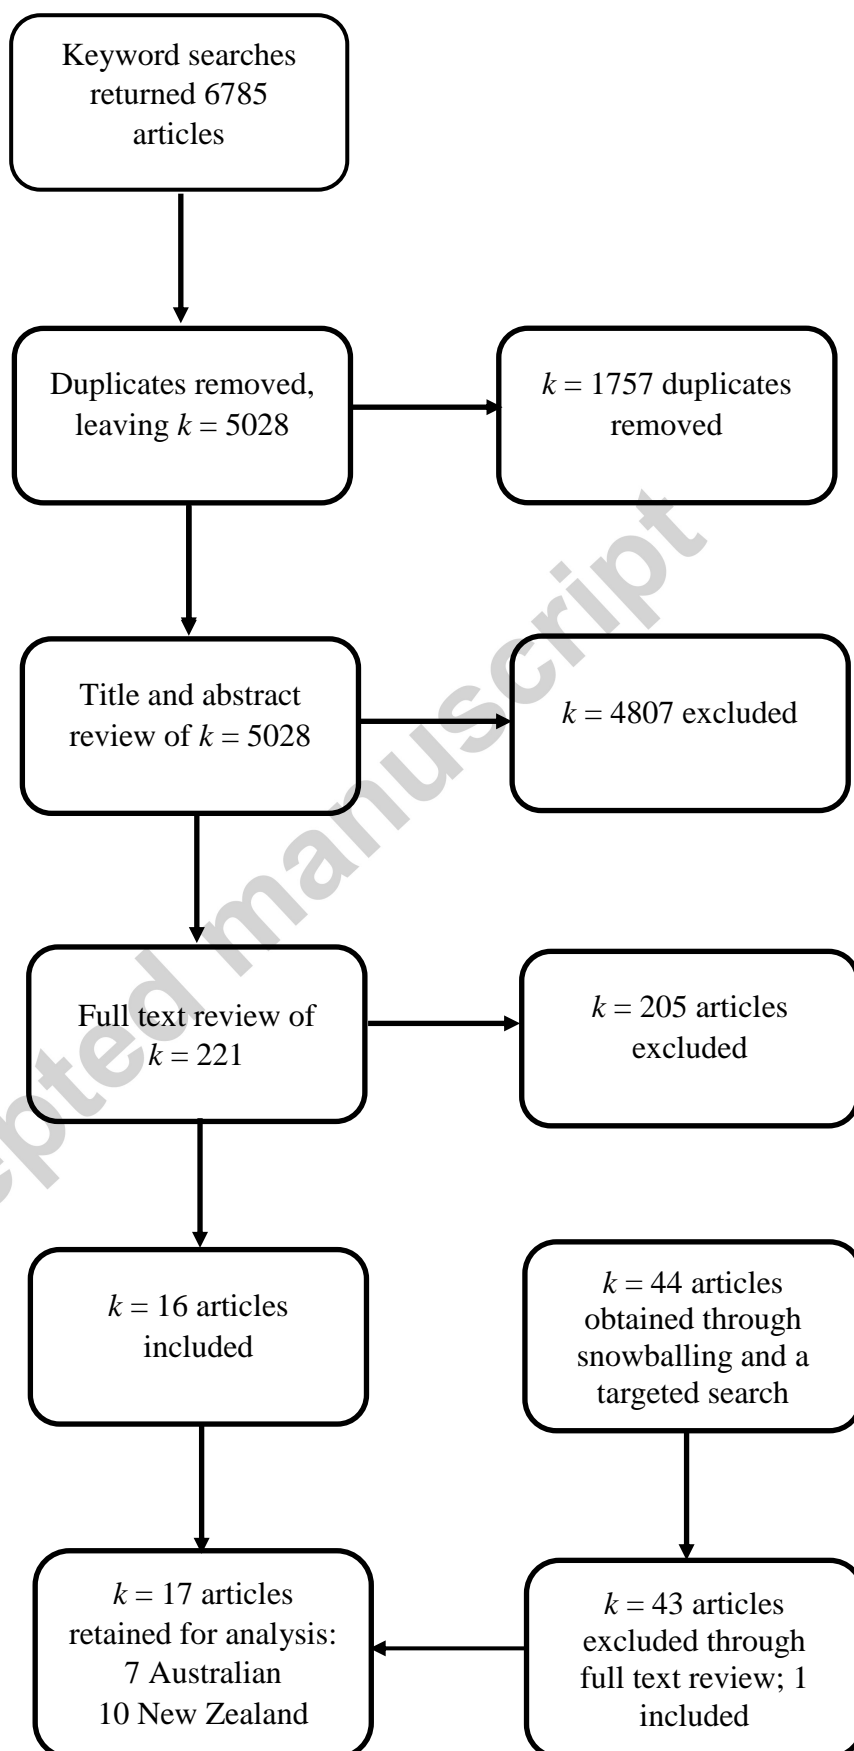 Keyword searches
returned 6785
articles
Duplicates removed,
leaving k = 5028
k = 1757 duplicates
removed
Title and abstract
review of k = 5028
k = 4807 excluded
Full text review of
k = 221
k = 205 articles
excluded
k = 16 articles
included
k = 44 articles
obtained through
snowballing and a
targeted search
k = 17 articles
retained for analysis:
7 Australian
10 New Zealand
k = 43 articles
excluded through
full text review; 1
included
epted manuscript